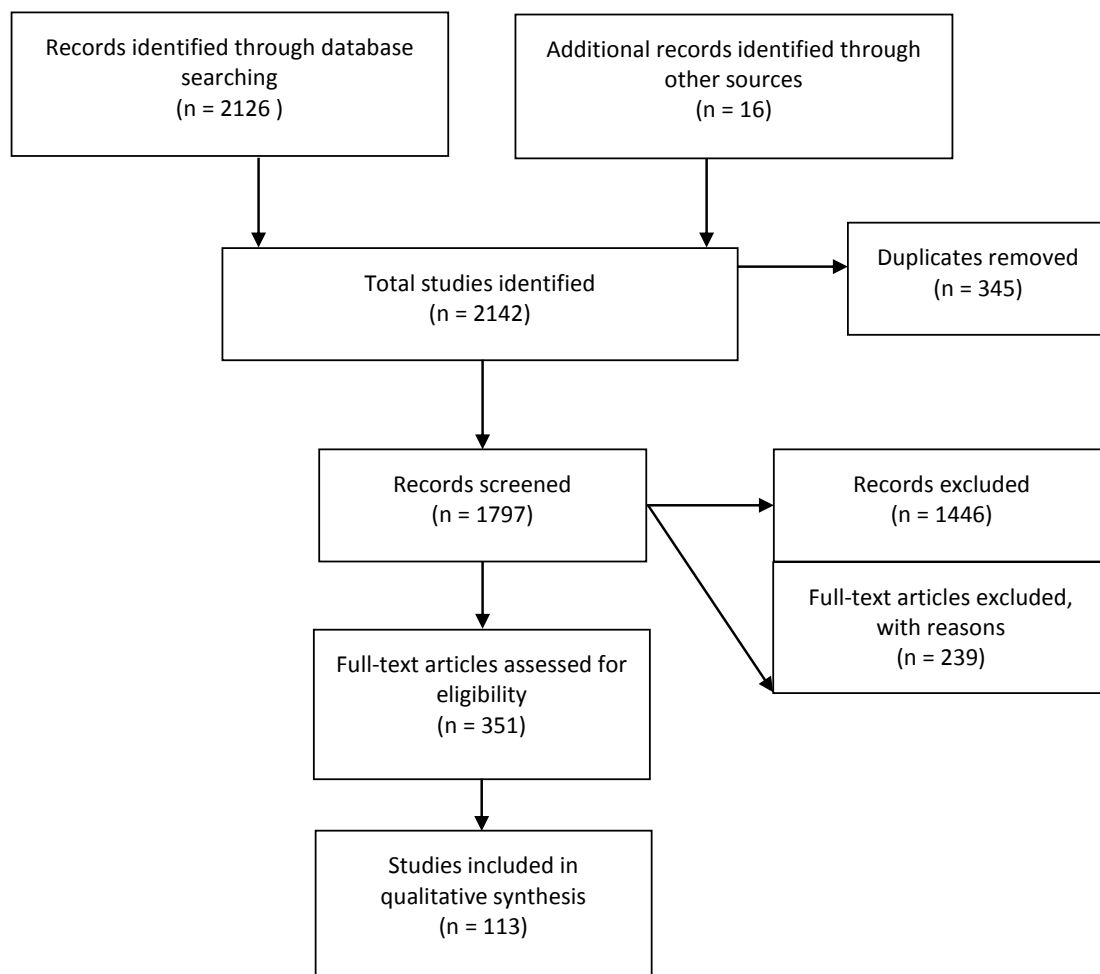 Records identified through database
searching
(n = 2126 )
Additional records identified through
other sources
(n = 16)
Duplicates removed
(n = 345)
Total studies identified
(n = 2142)
Records screened
(n = 1797)
Records excluded
(n = 1446)
Full-text articles excluded,
with reasons
(n = 239)
Full-text articles assessed for
eligibility
(n = 351)
Studies included in
qualitative synthesis
(n = 113)